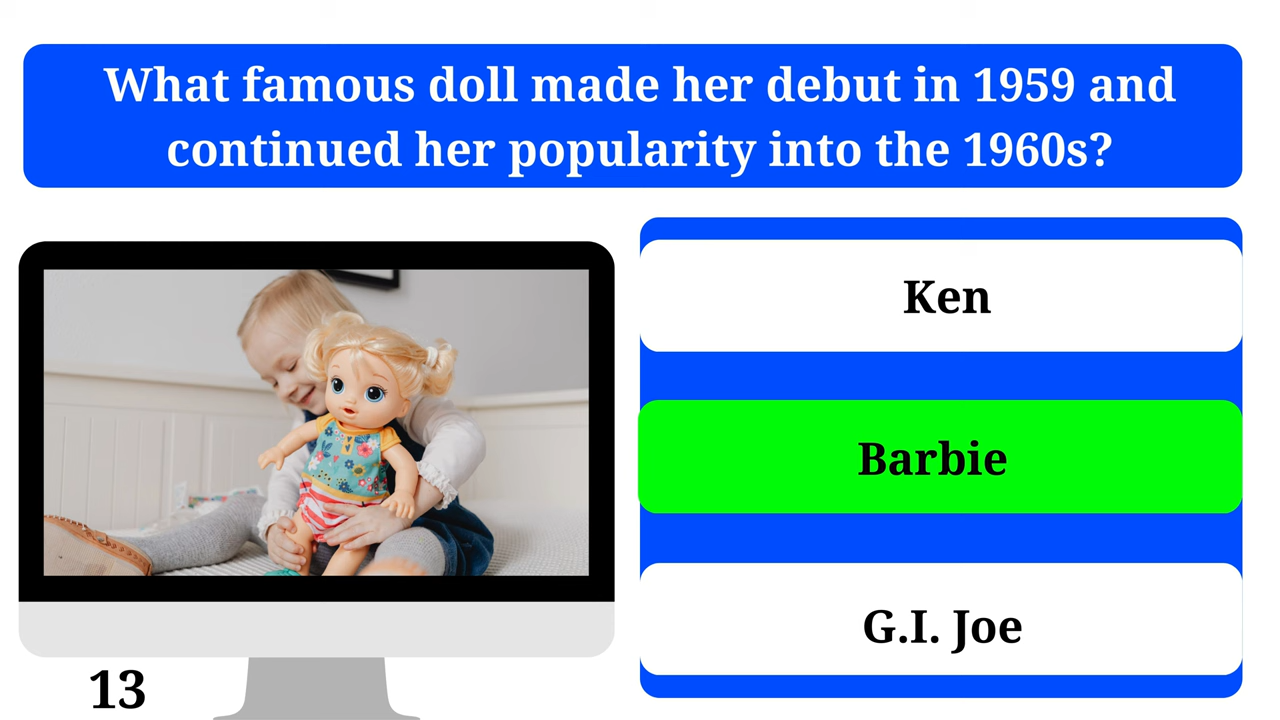 What famous doll made her debut in 1959 and
continued her popularity into the 1960s?
Ken
Barbie
G.I. Joe
13